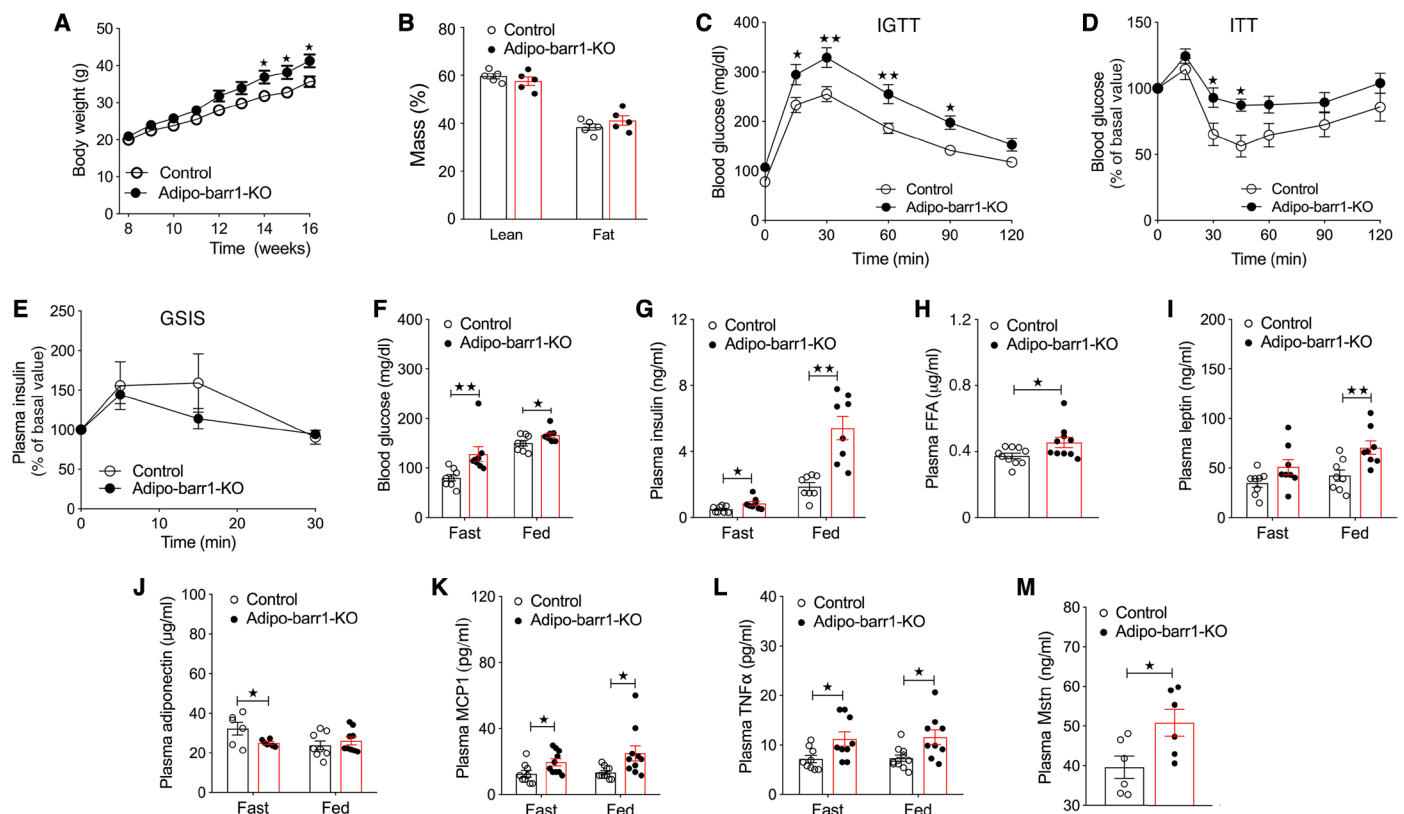 A
50
40
30
20
10
0
8
10
12
14
16
Body weight (g)
Time (weeks)
Control
Adipo-barr1-KO
★
★
★
B
80
60
40
20
0
Mass (%)
Control
Adipo-barr1-KO
Lean
Fat
C
IGTT
400
300
200
100
0
Blood glucose (mg/dl)
★
★★
★★
★
Control
Adipo-barr1-KO
0
30
60
90
120
Time (min)
D
ITT
150
100
50
0
Blood glucose
(% of basal value)
★
★
Control
Adipo-barr1-KO
0
30
60
90
120
Time (min)
E
GSIS
250
200
150
100
50
0
Plasma insulin
(% of basal value)
Control
Adipo-barr1-KO
0
10
20
30
Time (min)
F
400
300
200
100
0
Blood glucose (mg/dl)
Control
Adipo-barr1-KO
★★
★
Fast
Fed
G
12
8
4
0
Plasma insulin (ng/ml)
Control
Adipo-barr1-KO
★
★★
Fast
Fed
H
1.2
0.8
0.4
0
Plasma FFA (µg/ml)
Control
Adipo-barr1-KO
★
I
200
150
100
50
0
Plasma leptin (ng/ml)
Control
Adipo-barr1-KO
★★
Fast
Fed
J
100
80
60
40
20
0
Plasma adiponectin (µg/ml)
Control
Adipo-barr1-KO
★
Fast
Fed
K
120
80
40
0
Plasma MCP1 (pg/ml)
Control
Adipo-barr1-KO
★
★
Fast
Fed
L
40
30
20
10
0
Plasma TNFα (pg/ml)
Control
Adipo-barr1-KO
★
★
Fast
Fed
M
80
70
60
50
40
30
Plasma Mstn (ng/ml)
Control
Adipo-barr1-KO
★